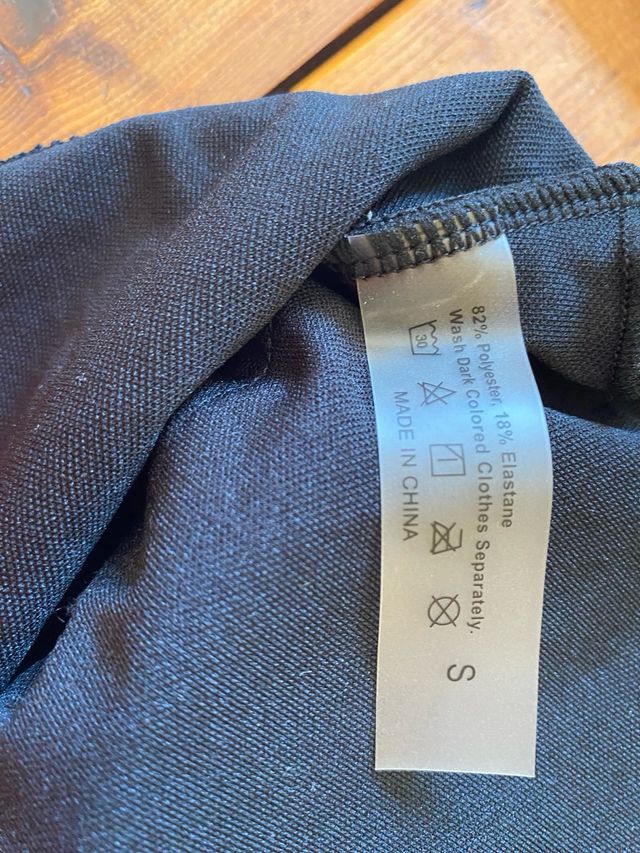 82% Polyester, 18% Elastane
Wash Dark Colored Clothes Separately.
30
MADE IN CHINA
S